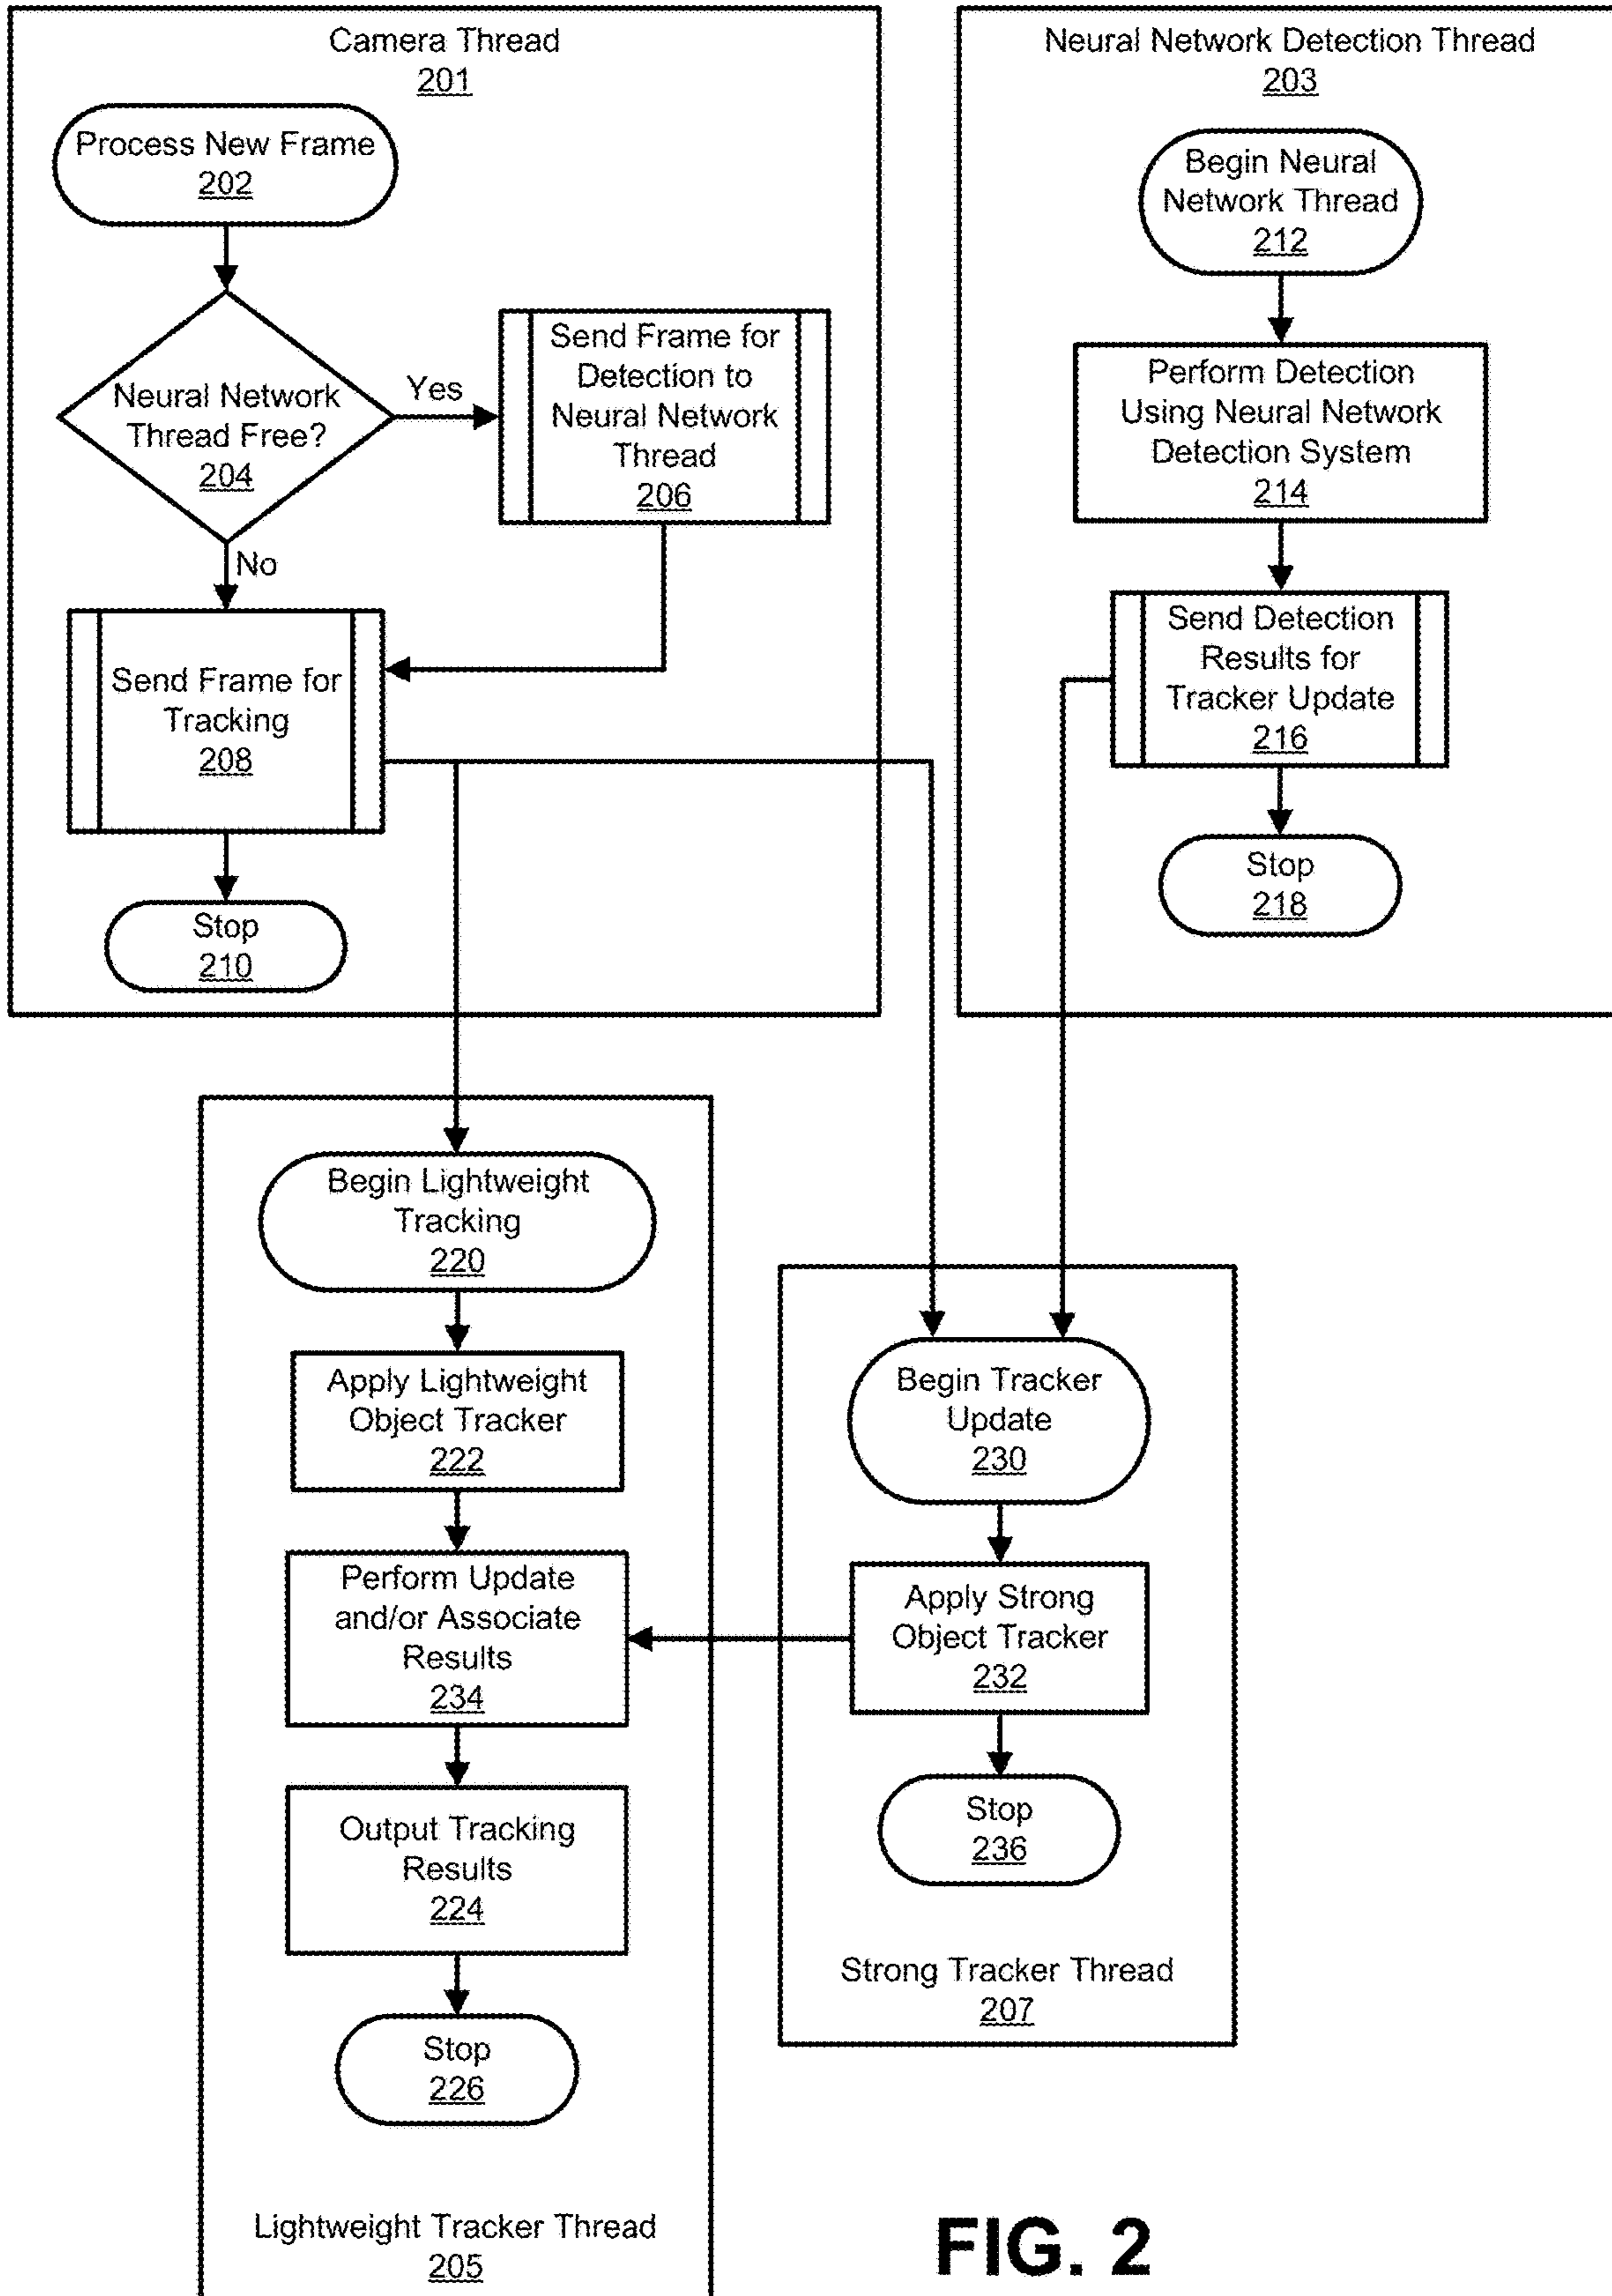 Camera Thread
201
Process New Frame
202
Neural Network
Thread Free?
204
Yes
No
Send Frame for
Detection to
Neural Network
Thread
206
Send Frame for
Tracking
208
Stop
210
Neural Network Detection Thread
203
Begin Neural
Network Thread
212
Perform Detection
Using Neural Network
Detection System
214
Send Detection
Results for
Tracker Update
216
Stop
218
Begin Lightweight
Tracking
220
Apply Lightweight
Object Tracker
222
Perform Update
and/or Associate
Results
234
Output Tracking
Results
224
Stop
226
Lightweight Tracker Thread
205
Begin Tracker
Update
230
Apply Strong
Object Tracker
232
Stop
236
Strong Tracker Thread
207
FIG. 2